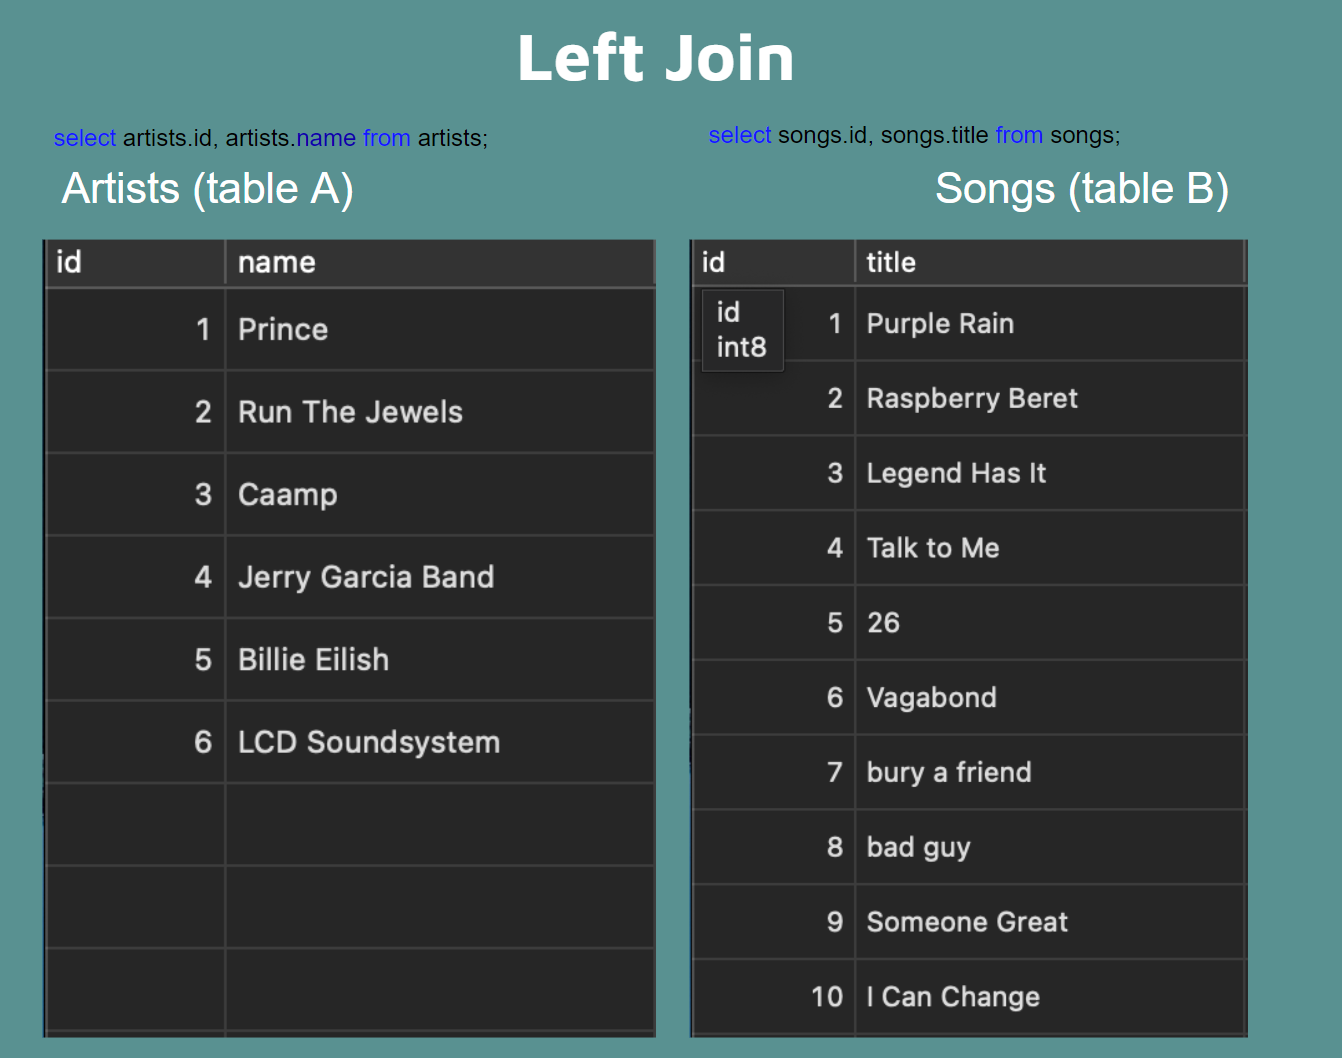 Left Join
select artists.id, artists.name from artists;
Artists (table A)
id name
1 Prince
2 Run The Jewels
3 Caamp
4 Jerry Garcia Band
5 Billie Eilish
6 LCD Soundsystem
select songs.id, songs.title from songs;
Songs (table B)
id title
id
int8
1 Purple Rain
2 Raspberry Beret
3 Legend Has It
4 Talk to Me
5 26
6 Vagabond
7 bury a friend
8 bad guy
9 Someone Great
10 I Can Change